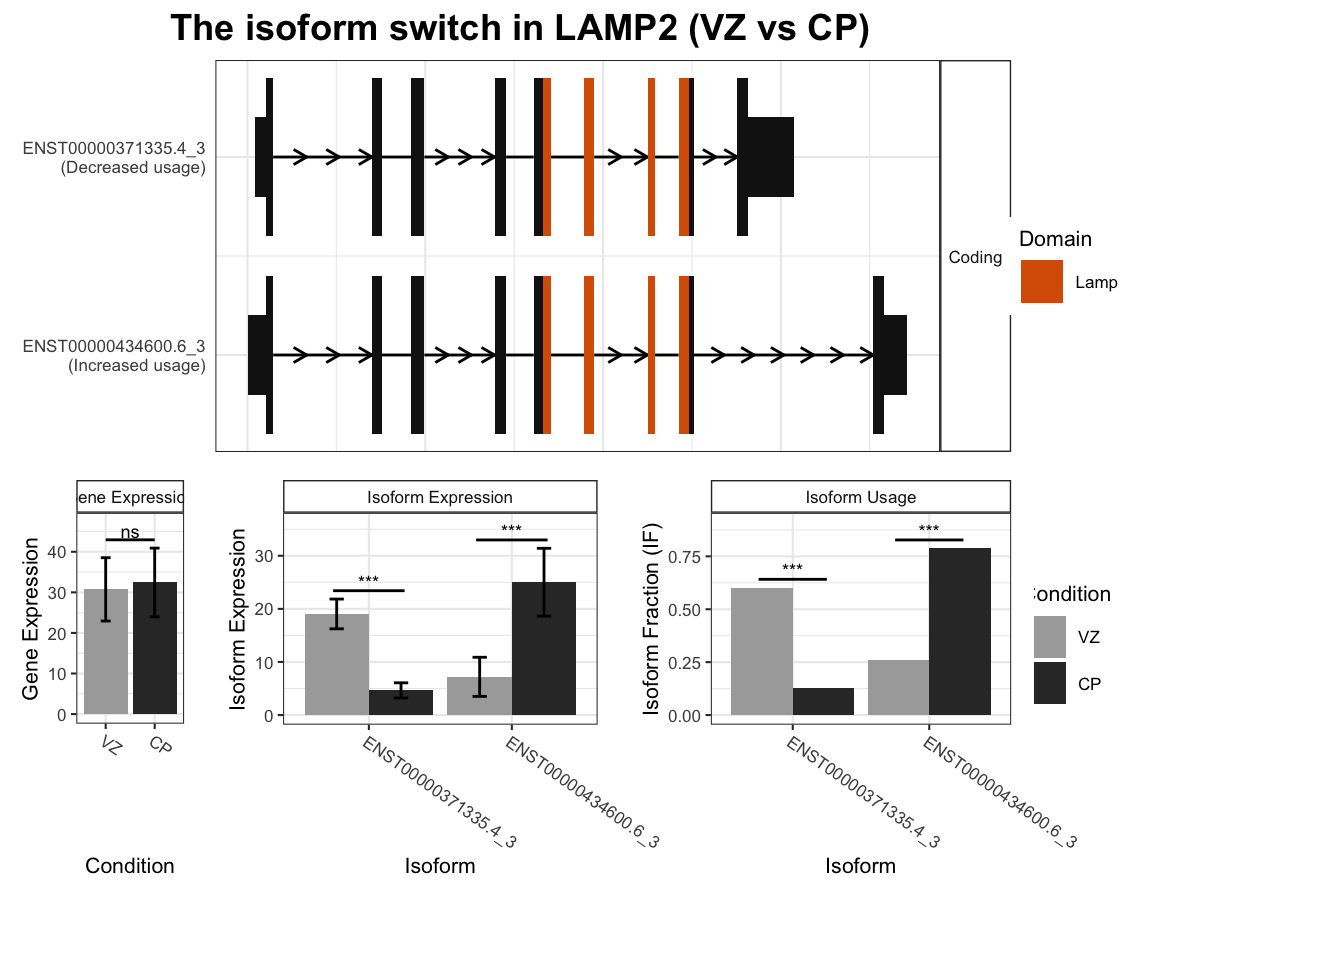 The isoform switch in LAMP2 (VZ vs CP)
ENST00000371335.4_3
(Decreased usage)
ENST00000434600.6_3
(Increased usage)
Coding
Domain
Lamp
ene Expressio
Gene Expression
40
30
20
10
0
ns
VZ
CP
Condition
Isoform Expression
Isoform Expression
30
20
10
0
***
***
ENST00000371335.4_3
ENST00000434600.6_3
Isoform
Isoform Usage
Isoform Fraction (IF)
0.75
0.50
0.25
0.00
***
***
ENST00000371335.4_3
ENST00000434600.6_3
Isoform
ondition
VZ
CP